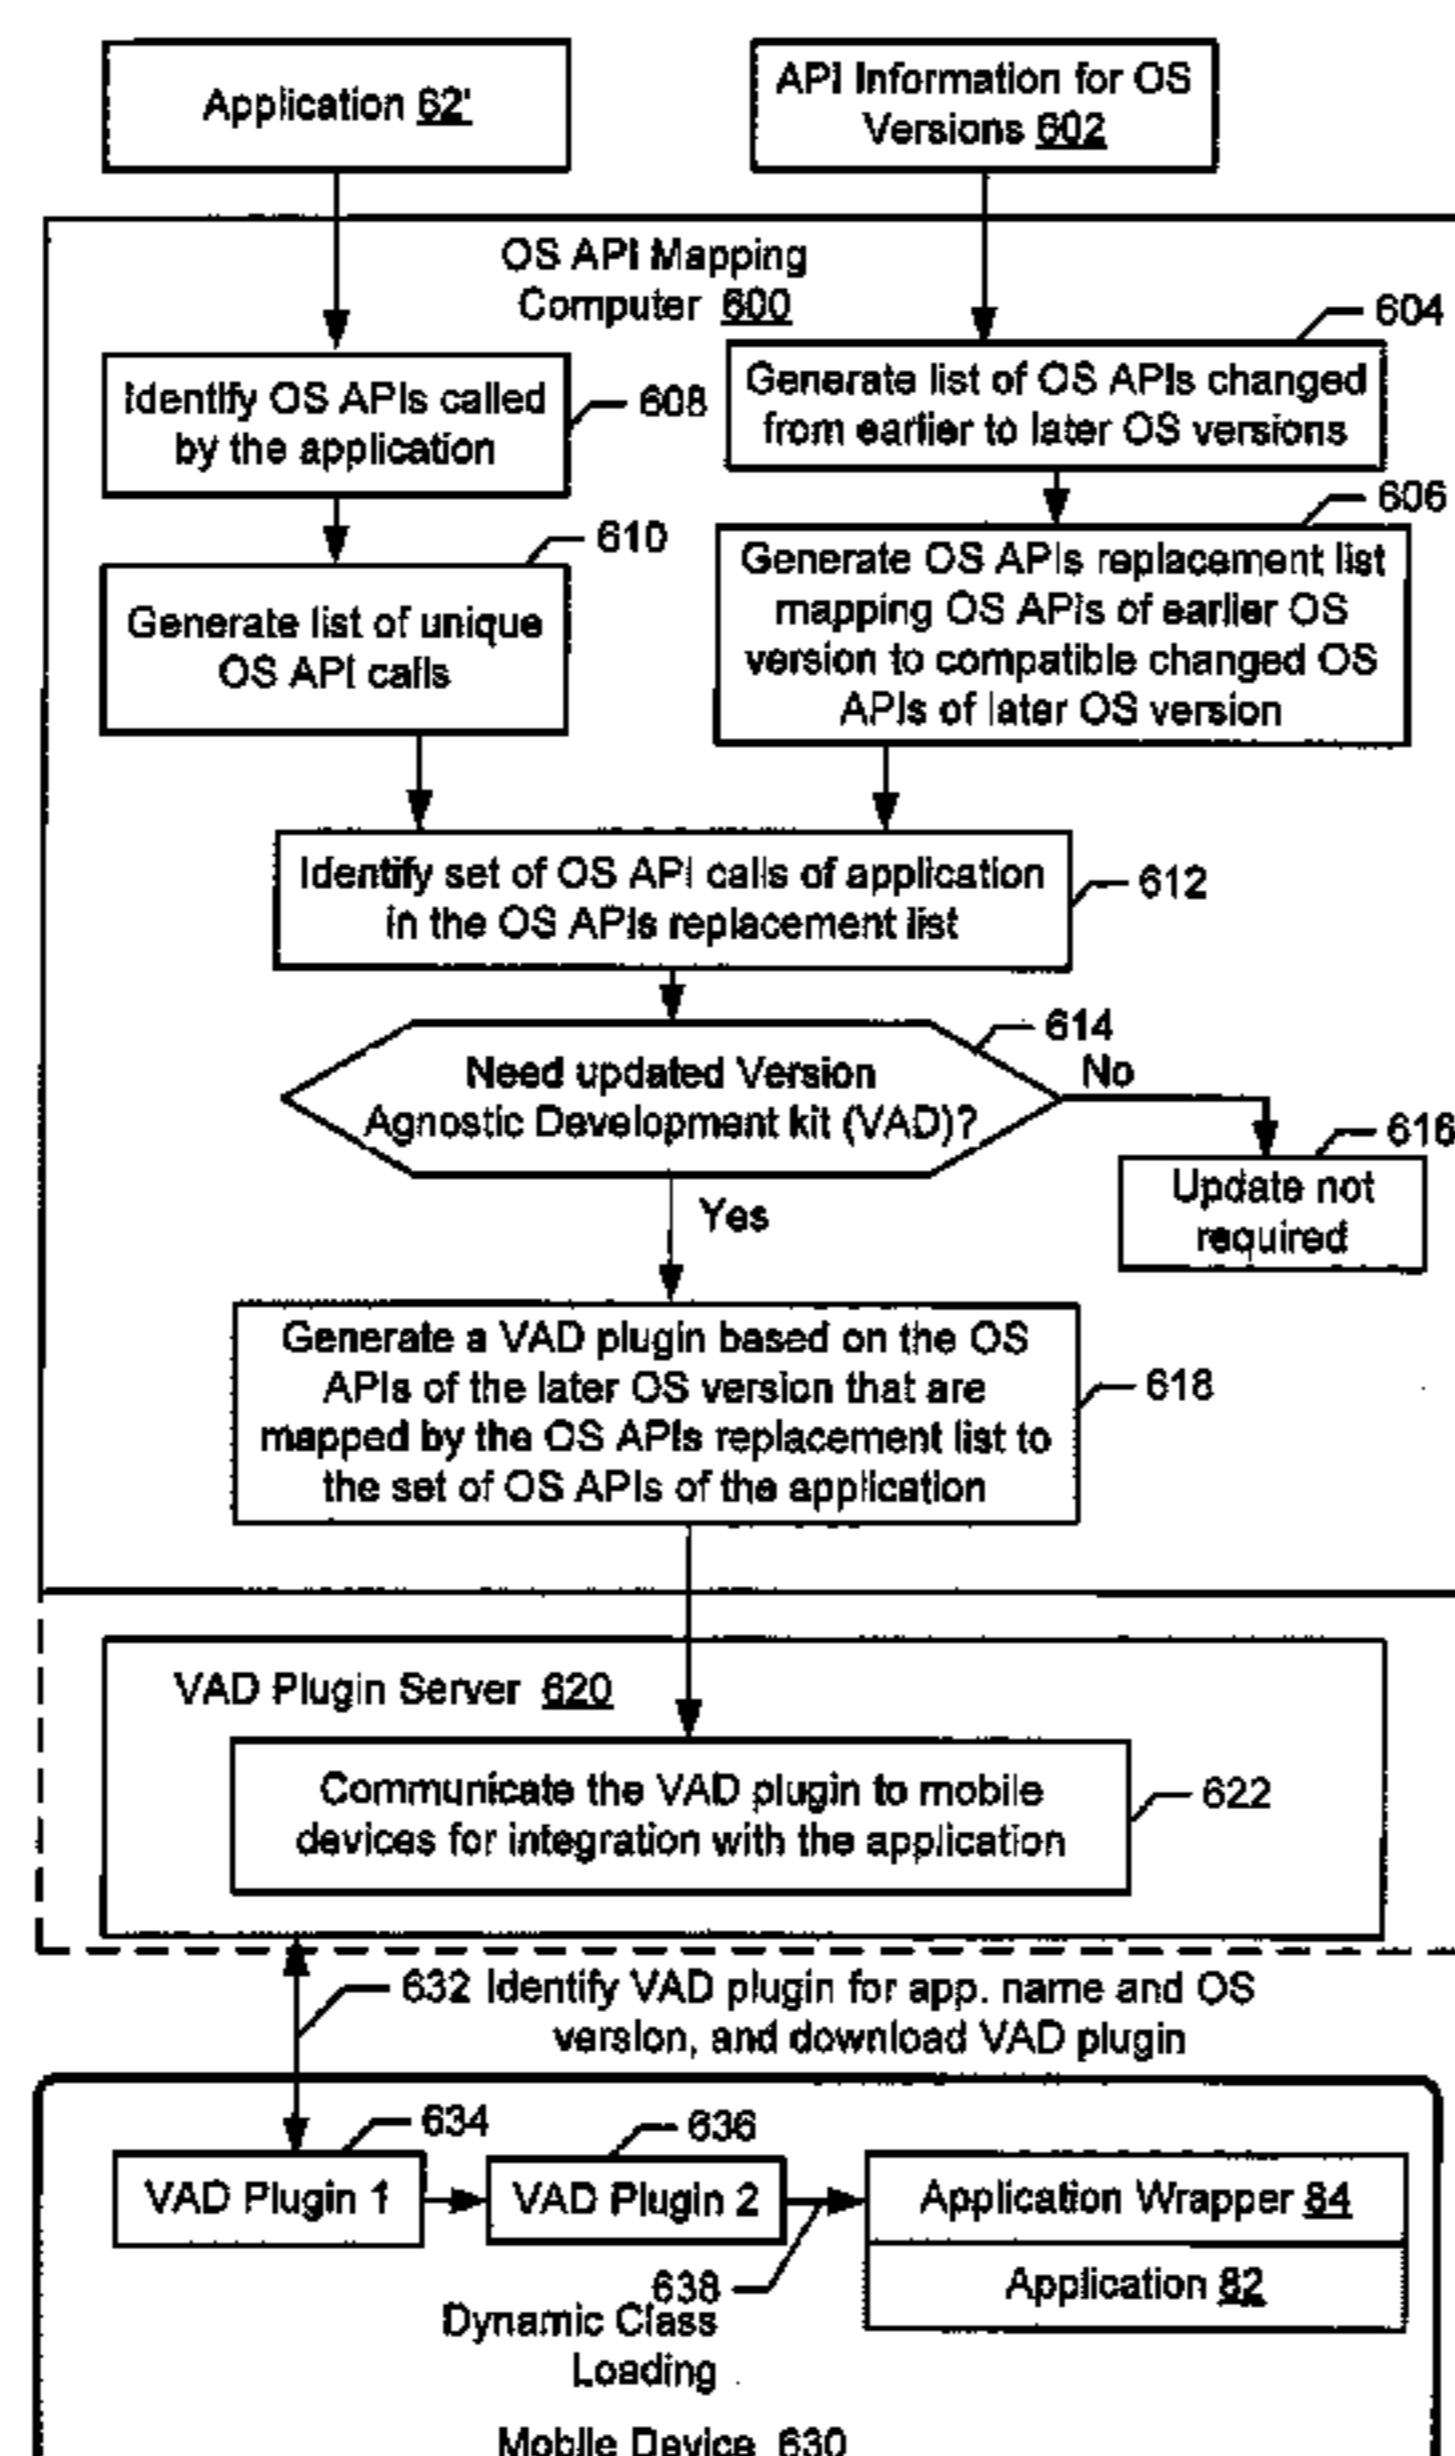 Application 62'
API Information for OS
Versions 602
OS API Mapping
Computer 600
604
Identify OS APIs called
by the application
608
Generate list of OS APIs changed
from earlier to later OS versions
606
610
Generate list of unique
OS API calls
Generate OS APIs replacement list
mapping OS APIs of earlier OS
version to compatible changed OS
APIs of later OS version
Identify set of OS API calls of application
in the OS APIs replacement list
612
614
Need updated Version
Agnostic Development kit (VAD)?
No
616
Update not
required
Yes
Generate a VAD plugin based on the OS
APIs of the later OS version that are
mapped by the OS APIs replacement list to
the set of OS APIs of the application
618
VAD Plugin Server 620
Communicate the VAD plugin to mobile
devices for integration with the application
622
632 Identify VAD plugin for app. name and OS
version, and download VAD plugin
634
636
VAD Plugin 1
VAD Plugin 2
Application Wrapper 84
Application 82
638
Dynamic Class
Loading
Mobile Device 630